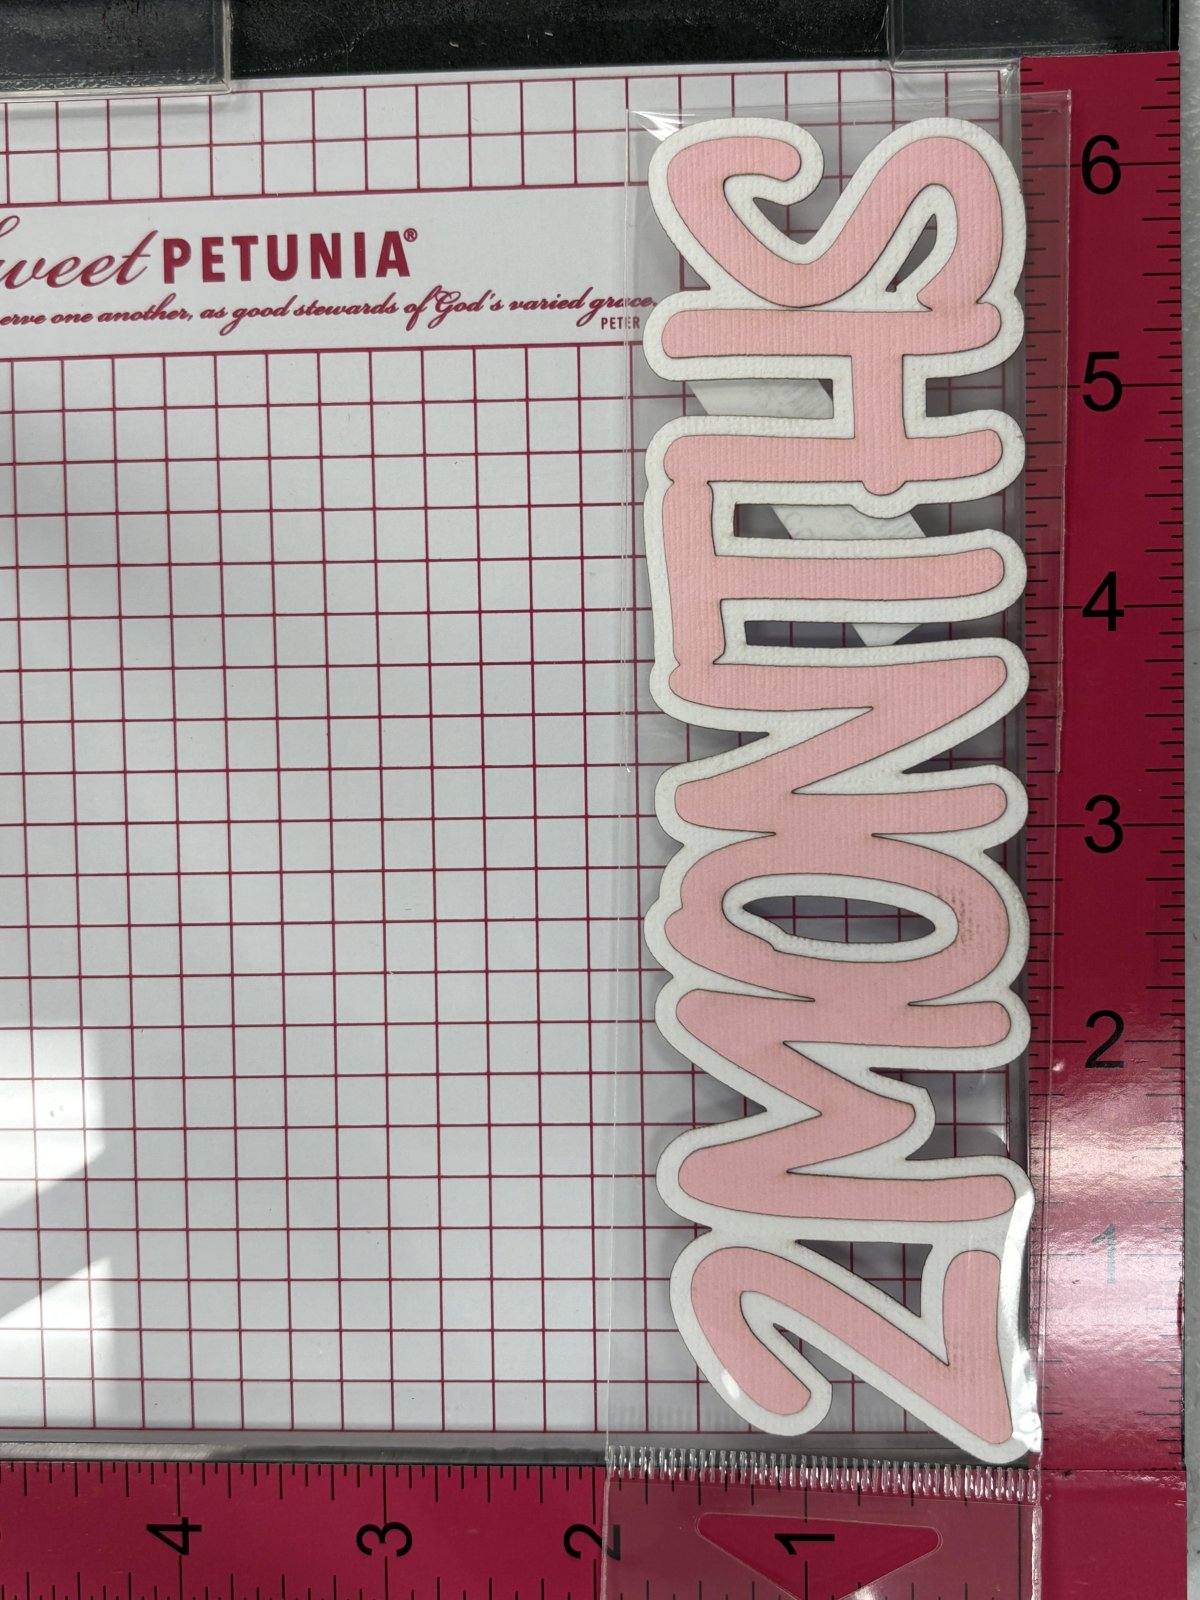 Sweet PETUNIA®
erve one another, as good stewards of God's varied grace.
PETER
2MONTHS
6
5
4
3
2
1
4
3
2
1